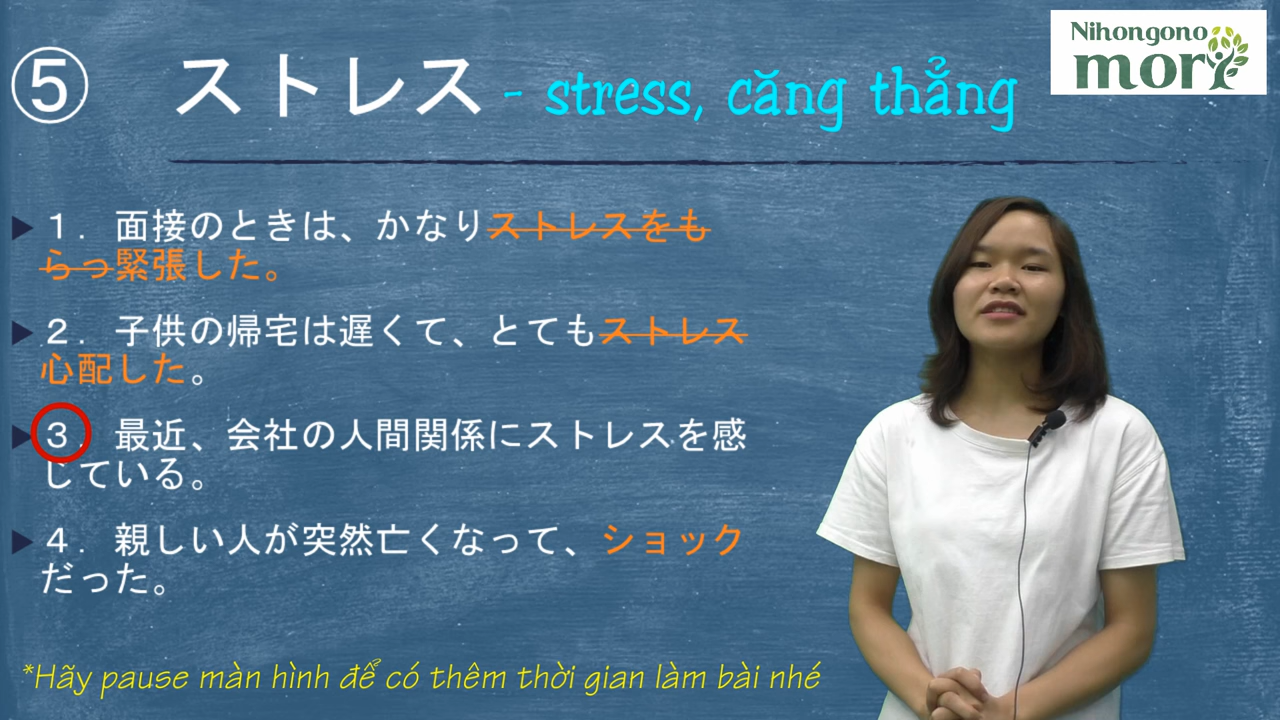 Nihongono
mori
⑤ ストレス - stress, căng thẳng
１．面接のときは、かなりストレスをも
らっ緊張した。
２．子供の帰宅は遅くて、とてもストレス
心配した。
３．最近、会社の人間関係にストレスを感
じている。
４．親しい人が突然亡くなって、ショック
だった。
*Hãy pause màn hình để có thêm thời gian làm bài nhé